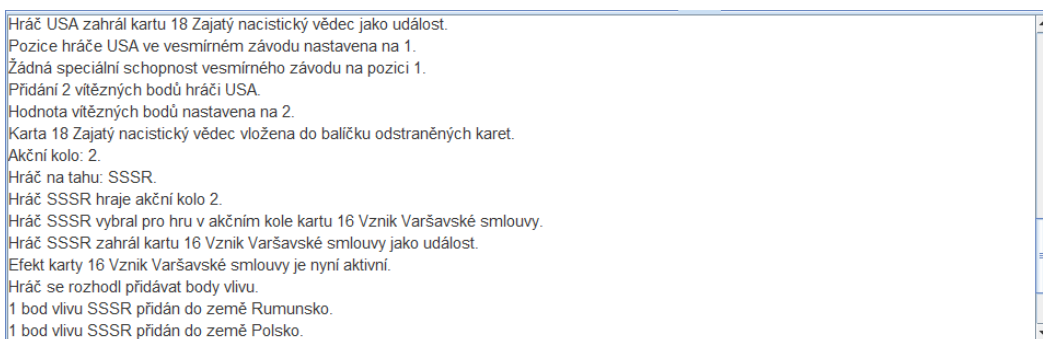 Hráč USA zahrál kartu 18 Zajatý nacistický vědec jako událost.
Pozice hráče USA ve vesmírném závodu nastavena na 1.
Žádná speciální schopnost vesmírného závodu na pozici 1.
Přidání 2 vítězných bodů hráči USA.
Hodnota vítězných bodů nastavena na 2.
Karta 18 Zajatý nacistický vědec vložena do balíčku odstraněných karet.
Akční kolo: 2.
Hráč na tahu: SSSR.
Hráč SSSR hraje akční kolo 2.
Hráč SSSR vybral pro hru v akčním kole kartu 16 Vznik Varšavské smlouvy.
Hráč SSSR zahrál kartu 16 Vznik Varšavské smlouvy jako událost.
Efekt karty 16 Vznik Varšavské smlouvy je nyní aktivní.
Hráč se rozhodl přidávat body vlivu.
1 bod vlivu SSSR přidán do země Rumunsko.
1 bod vlivu SSSR přidán do země Polsko.